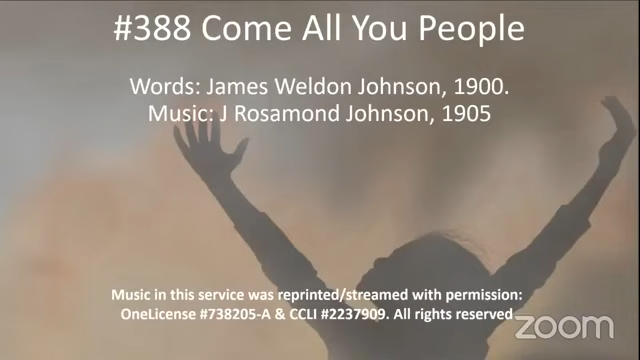 #388 Come All You People
Words: James Weldon Johnson, 1900.
Music: J Rosamond Johnson, 1905
Music in this service was reprinted/streamed with permission:
OneLicense #738205-A & CCLI #2237909. All rights reserved
zoom